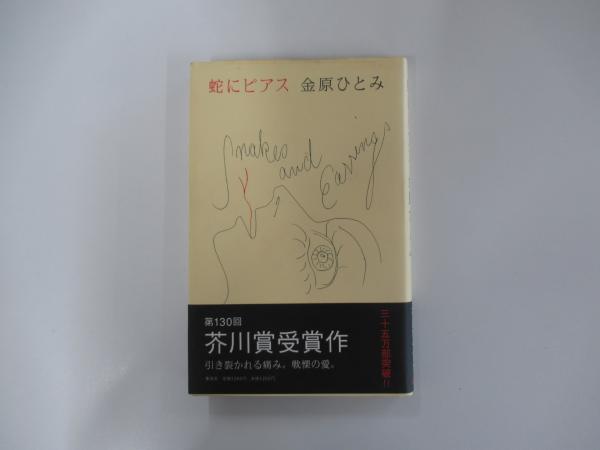 蛇にピアス 金原ひとみ
Snakes
and
Earrings
第130回
芥川賞受賞作
引き裂かれる痛み。戦慄の愛。
三十五万部突破!!